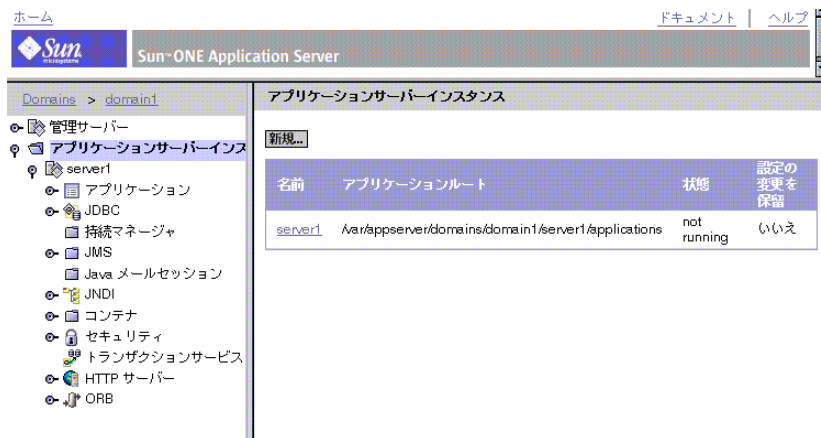 ホーム
ドキュメント | ヘルプ
Sun
microsystems
Sun™ ONE Application Server
Domains > domain1
管理サーバー
アプリケーションサーバーインス
server1
アプリケーション
JDBC
持続マネージャ
JMS
Java メールセッション
JNDI
コンテナ
セキュリティ
トランザクションサービス
HTTP サーバー
ORB
アプリケーションサーバーインスタンス
新規...
名前 アプリケーションルート 状態 設定の変更を保留
server1 /var/appserver/domains/domain1/server1/applications not running いいえ